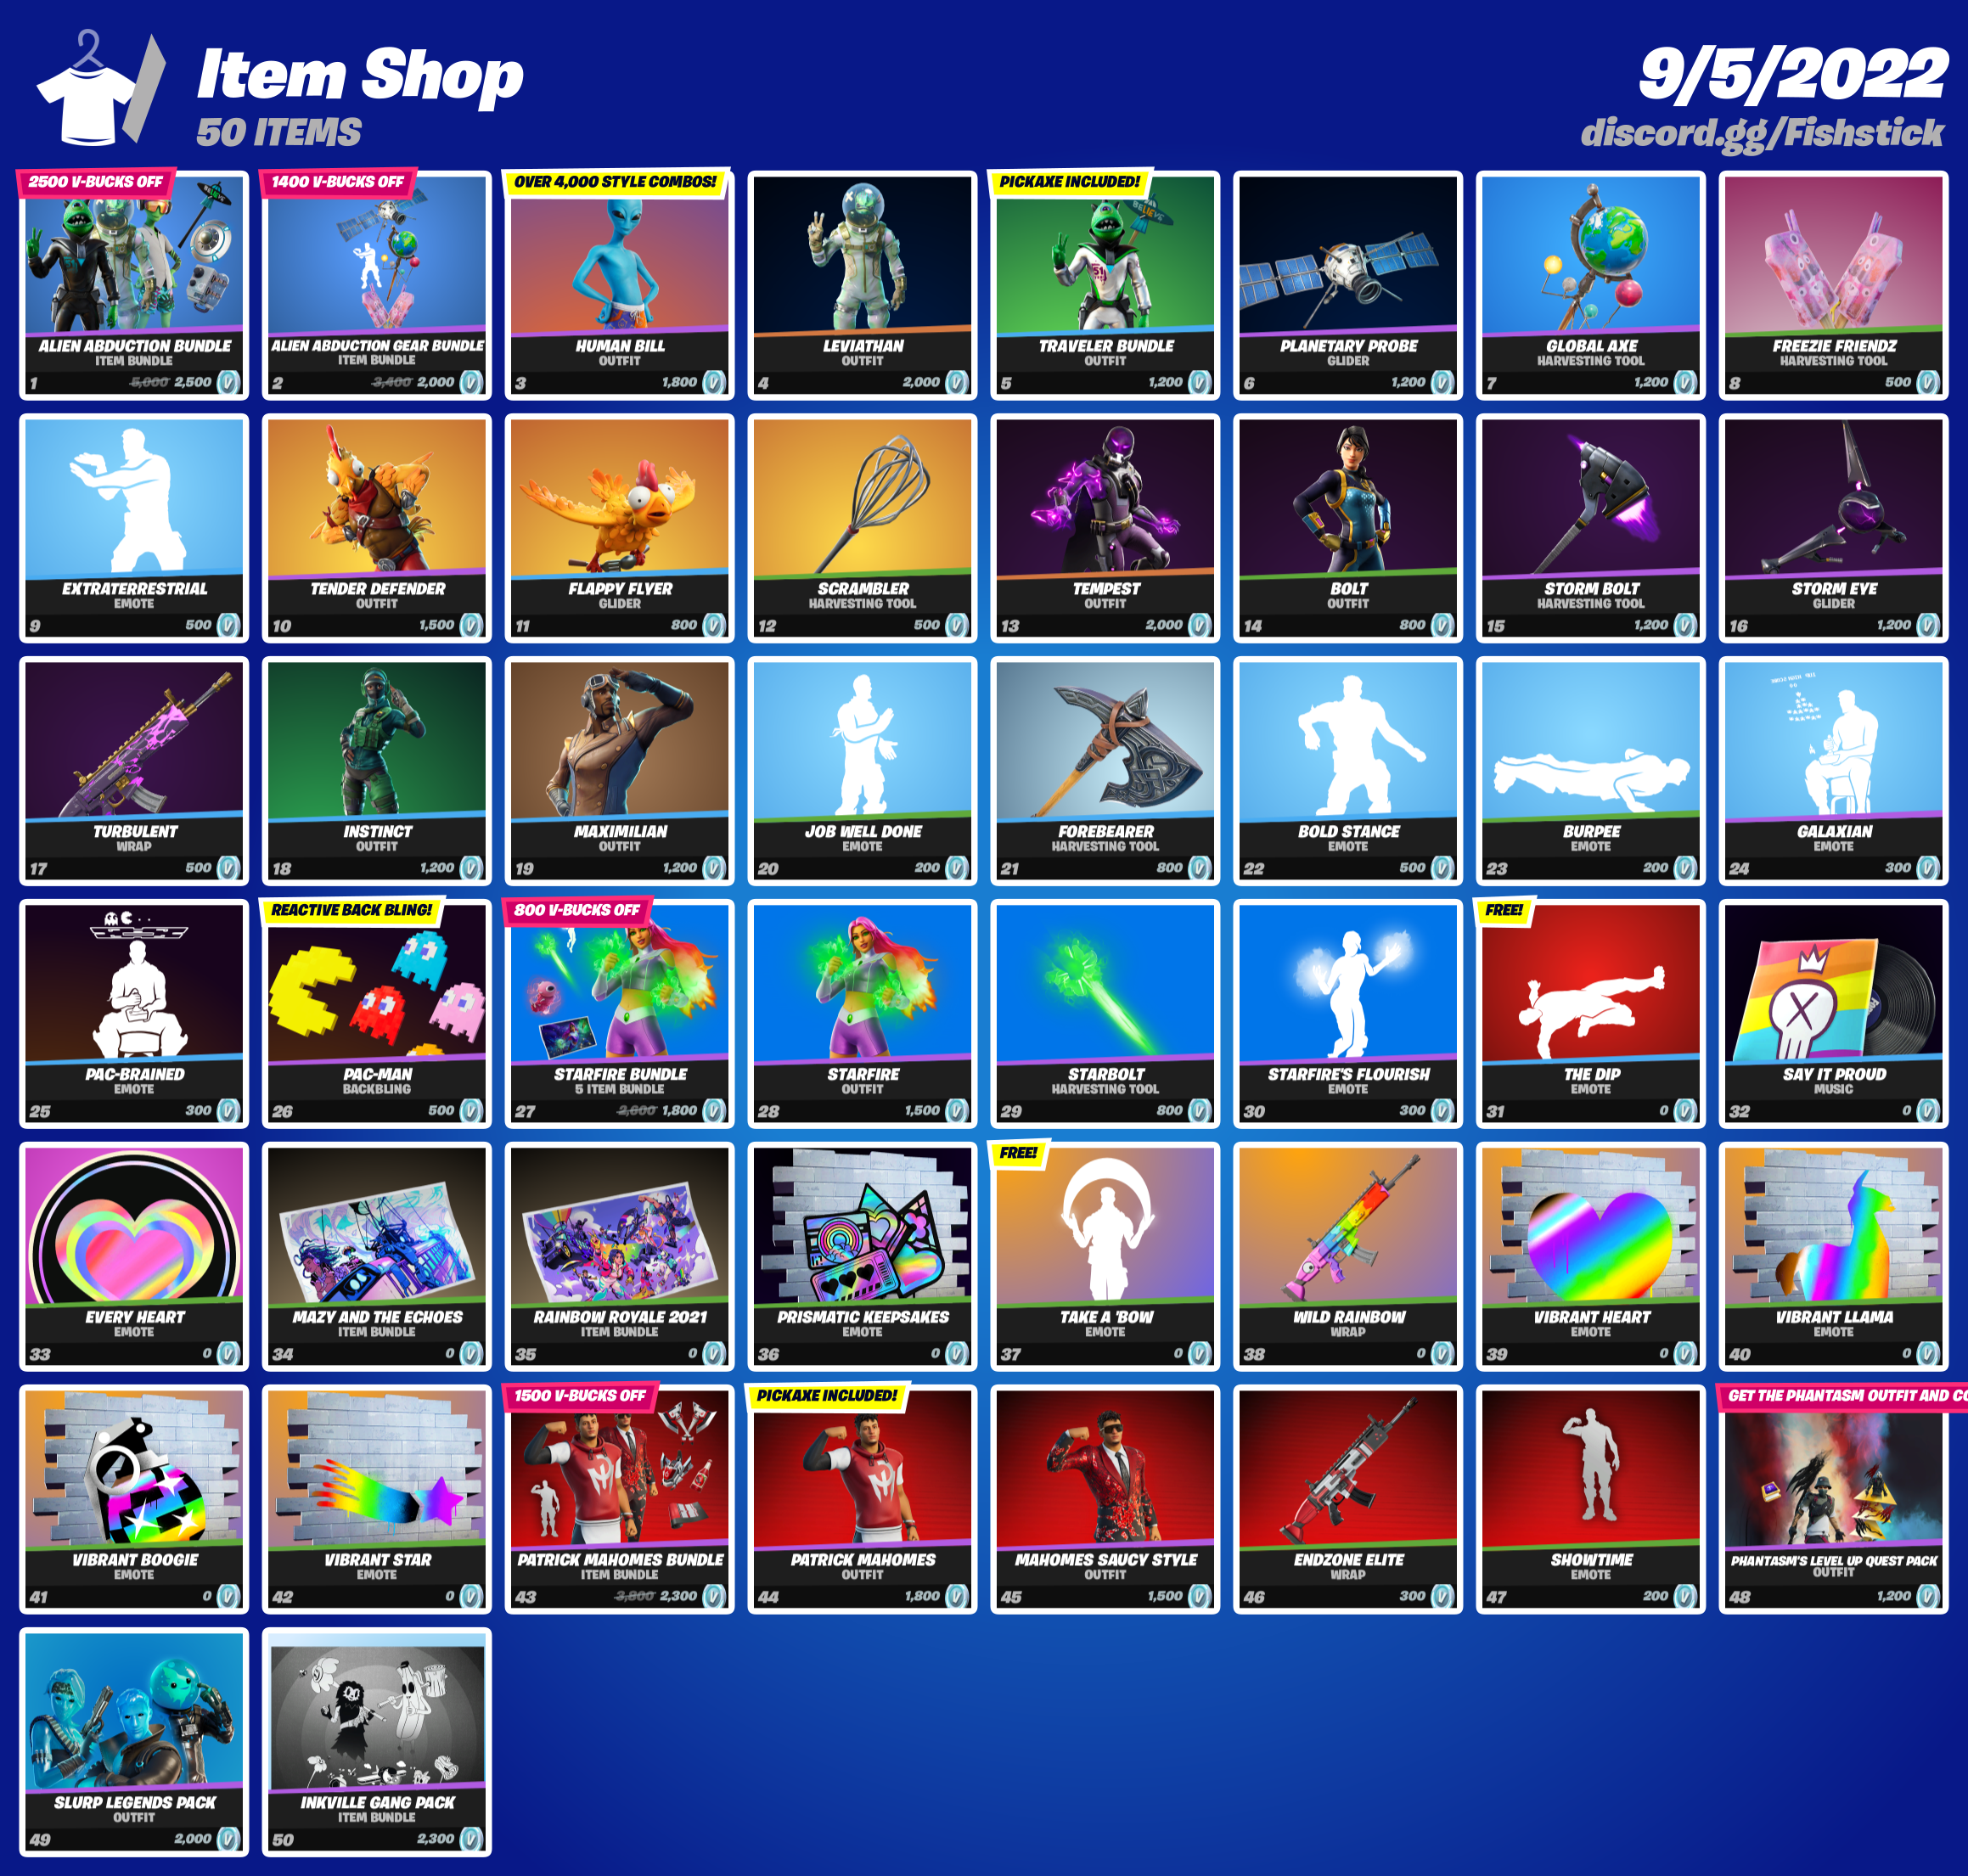 Item Shop
50 ITEMS
9/5/2022
discord.gg/Fishstick
2500 V-BUCKS OFF
BELIEVE
ALIEN ABDUCTION BUNDLE
ITEM BUNDLE
1 5,000 2,500
1400 V-BUCKS OFF
ALIEN ABDUCTION GEAR BUNDLE
ITEM BUNDLE
2 3,400 2,000
OVER 4,000 STYLE COMBOS!
HUMAN BILL
OUTFIT
3 1,800
LEVIATHAN
OUTFIT
4 2,000
PICKAXE INCLUDED!
BELIEVE
51
TRAVELER BUNDLE
OUTFIT
5 1,200
PLANETARY PROBE
GLIDER
6 1,200
GLOBAL AXE
HARVESTING TOOL
7 1,200
FREEZIE FRIENDZ
HARVESTING TOOL
8 500
EXTRATERRESTRIAL
EMOTE
9 500
TENDER DEFENDER
OUTFIT
10 1,500
FLAPPY FLYER
GLIDER
11 800
SCRAMBLER
HARVESTING TOOL
12 500
TEMPEST
OUTFIT
13 2,000
BOLT
OUTFIT
14 800
STORM BOLT
HARVESTING TOOL
15 1,200
STORM EYE
GLIDER
16 1,200
TURBULENT
WRAP
17 500
INSTINCT
OUTFIT
18 1,200
MAXIMILIAN
OUTFIT
19 1,200
JOB WELL DONE
EMOTE
20 200
FOREBEARER
HARVESTING TOOL
21 800
BOLD STANCE
EMOTE
22 500
BURPEE
EMOTE
23 200
GALAXIAN
EMOTE
24 300
PAC-BRAINED
EMOTE
25 300
REACTIVE BACK BLING!
PAC-MAN
BACKBLING
26 500
800 V-BUCKS OFF
STARFIRE BUNDLE
5 ITEM BUNDLE
27 2,600 1,800
STARFIRE
OUTFIT
28 1,500
STARBOLT
HARVESTING TOOL
29 800
STARFIRE'S FLOURISH
EMOTE
30 300
FREE!
THE DIP
EMOTE
31 0
SAY IT PROUD
MUSIC
32 0
EVERY HEART
EMOTE
33 0
MAZY AND THE ECHOES
ITEM BUNDLE
34 0
RAINBOW ROYALE 2021
ITEM BUNDLE
35 0
PRISMATIC KEEPSAKES
EMOTE
36 0
FREE!
TAKE A 'BOW
EMOTE
37 0
WILD RAINBOW
WRAP
38 0
VIBRANT HEART
EMOTE
39 0
VIBRANT LLAMA
EMOTE
40 0
VIBRANT BOOGIE
EMOTE
41 0
VIBRANT STAR
EMOTE
42 0
1500 V-BUCKS OFF
PATRICK MAHOMES BUNDLE
ITEM BUNDLE
43 3,800 2,300
PICKAXE INCLUDED!
PATRICK MAHOMES
OUTFIT
44 1,800
MAHOMES SAUCY STYLE
OUTFIT
45 1,500
ENDZONE ELITE
WRAP
46 300
SHOWTIME
EMOTE
47 200
GET THE PHANTASM OUTFIT AND CO
PHANTASM'S LEVEL UP QUEST PACK
OUTFIT
48 1,200
SLURP LEGENDS PACK
OUTFIT
49 2,000
INKVILLE GANG PACK
ITEM BUNDLE
50 2,300